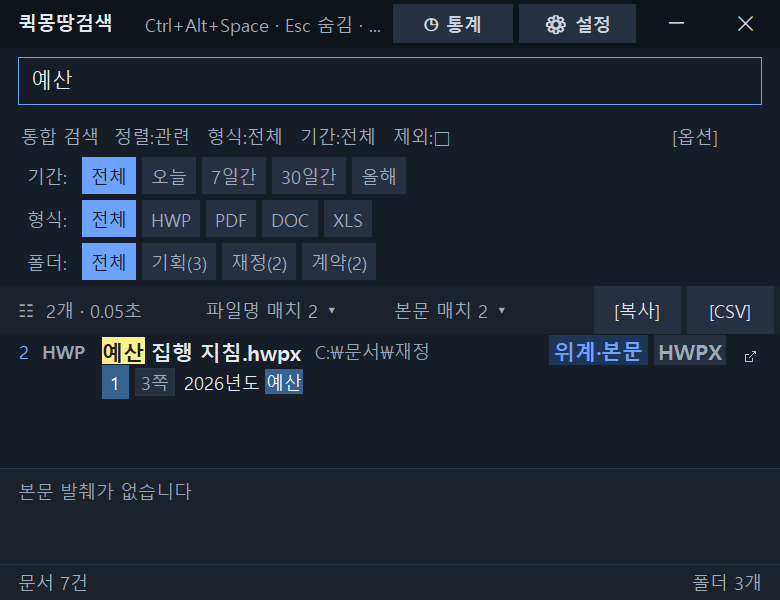 퀵몽땅검색 Ctrl+Alt+Space · Esc 숨김 · ... 통계 설정
예산
통합 검색 정렬:관련 형식:전체 기간:전체 제외:□ [옵션]
기간: 전체 오늘 7일간 30일간 올해
형식: 전체 HWP PDF DOC XLS
폴더: 전체 기획(3) 재정(2) 계약(2)
2개 · 0.05초 파일명 매치 2 ▾ 본문 매치 2 ▾ [복사] [CSV]
2 HWP 예산 집행 지침.hwpx C:₩문서₩재정 위계·본문 HWPX
1 3쪽 2026년도 예산
본문 발췌가 없습니다
문서 7건 폴더 3개